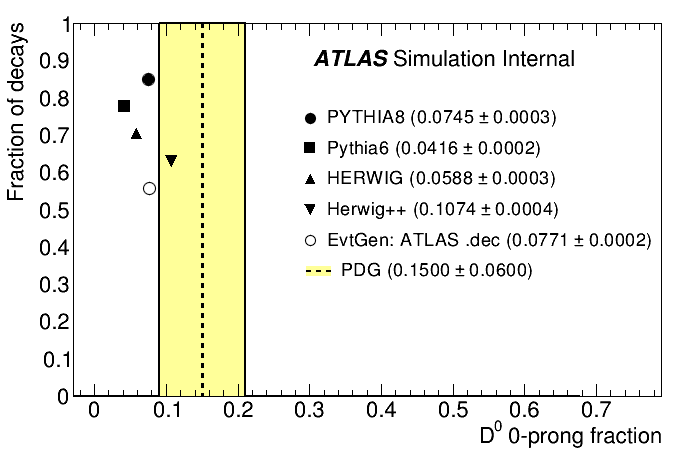 Fraction of decays
1
0.9
0.8
0.7
0.6
0.5
0.4
0.3
0.2
0.1
0
ATLAS Simulation Internal
PYTHIA8 (0.0745 ± 0.0003)
Pythia6 (0.0416 ± 0.0002)
HERWIG (0.0588 ± 0.0003)
Herwig++ (0.1074 ± 0.0004)
EvtGen: ATLAS .dec (0.0771 ± 0.0002)
PDG (0.1500 ± 0.0600)
0 0.1 0.2 0.3 0.4 0.5 0.6 0.7
D⁰ 0-prong fraction